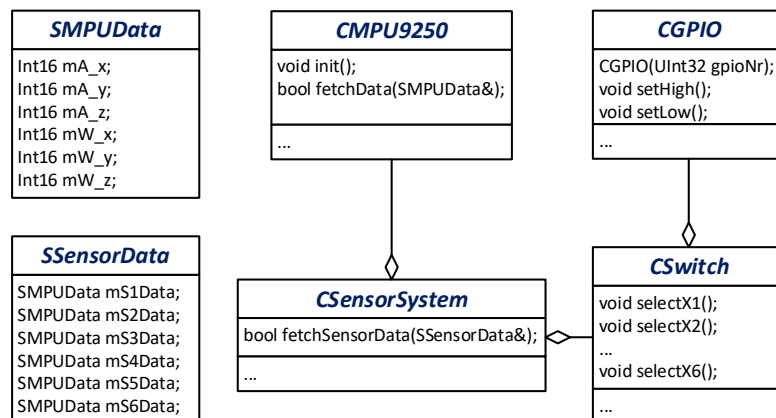 SMPUData
Int16 mA_x;
Int16 mA_y;
Int16 mA_z;
Int16 mW_x;
Int16 mW_y;
Int16 mW_z;
CMPU9250
void init();
bool fetchData(SMPUData&);
...
CGPIO
CGPIO(UInt32 gpioNr);
void setHigh();
void setLow();
...
SSensorData
SMPUData mS1Data;
SMPUData mS2Data;
SMPUData mS3Data;
SMPUData mS4Data;
SMPUData mS5Data;
SMPUData mS6Data;
CSensorSystem
bool fetchSensorData(SSensorData&);
...
CSwitch
void selectX1();
void selectX2();
...
void selectX6();
...